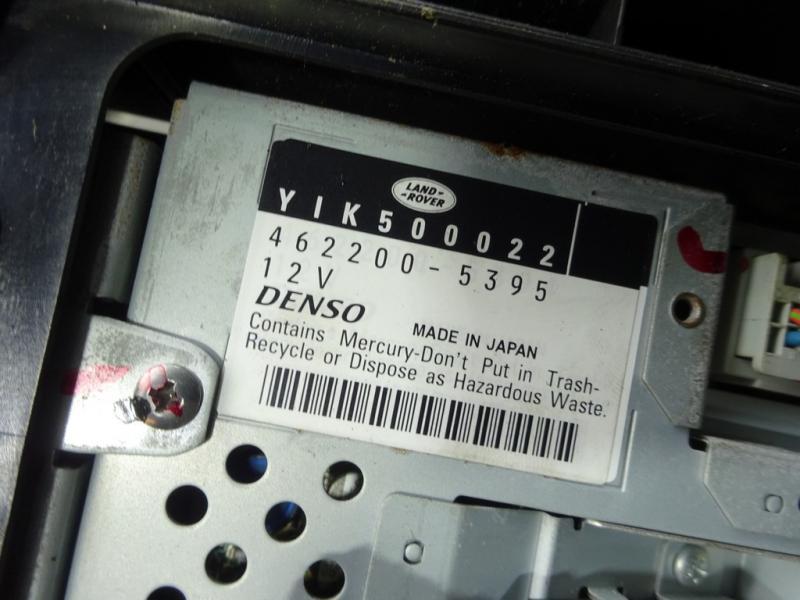 LAND-
-ROVER
YIK500022
462200-5395
12V
DENSO
MADE IN JAPAN
Contains Mercury-Don't Put in Trash-
Recycle or Dispose as Hazardous Waste.